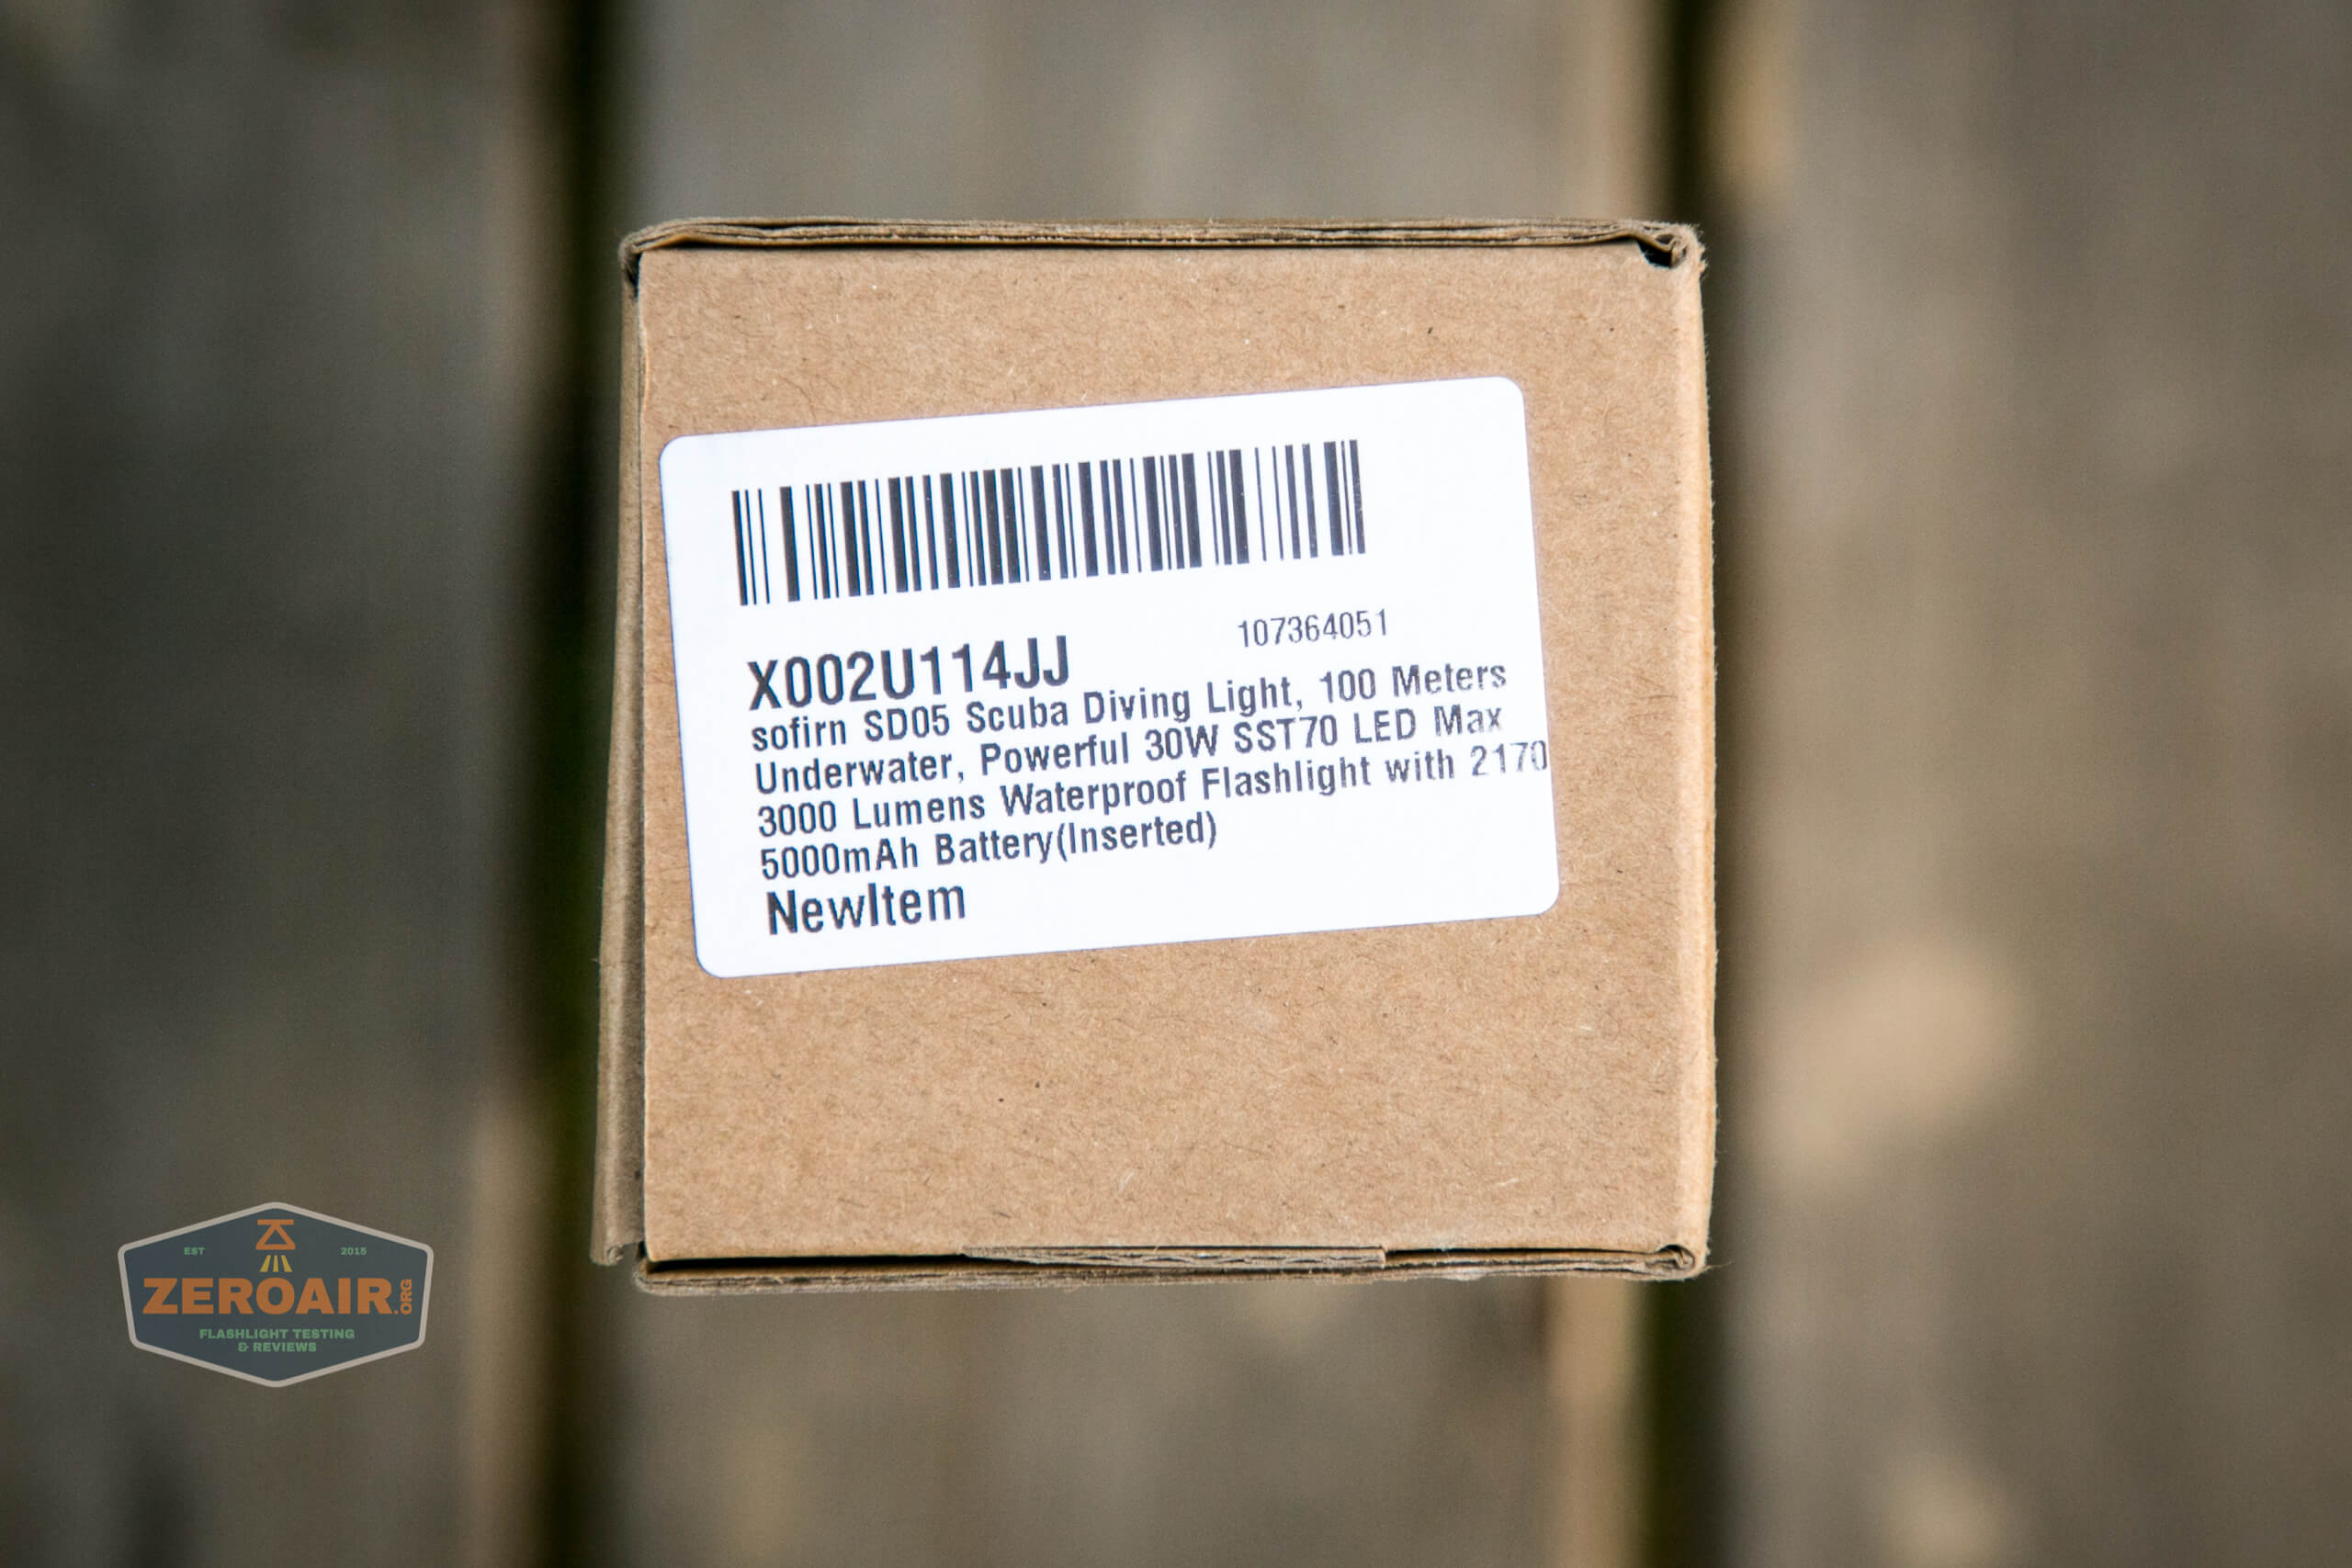 107364051
X002U114JJ
sofirn SD05 Scuba Diving Light, 100 Meters
Underwater, Powerful 30W SST70 LED Max
3000 Lumens Waterproof Flashlight with 2170
5000mAh Battery(Inserted)
NewItem
EST 2015
ZEROAIR.ORG
FLASHLIGHT TESTING
& REVIEWS